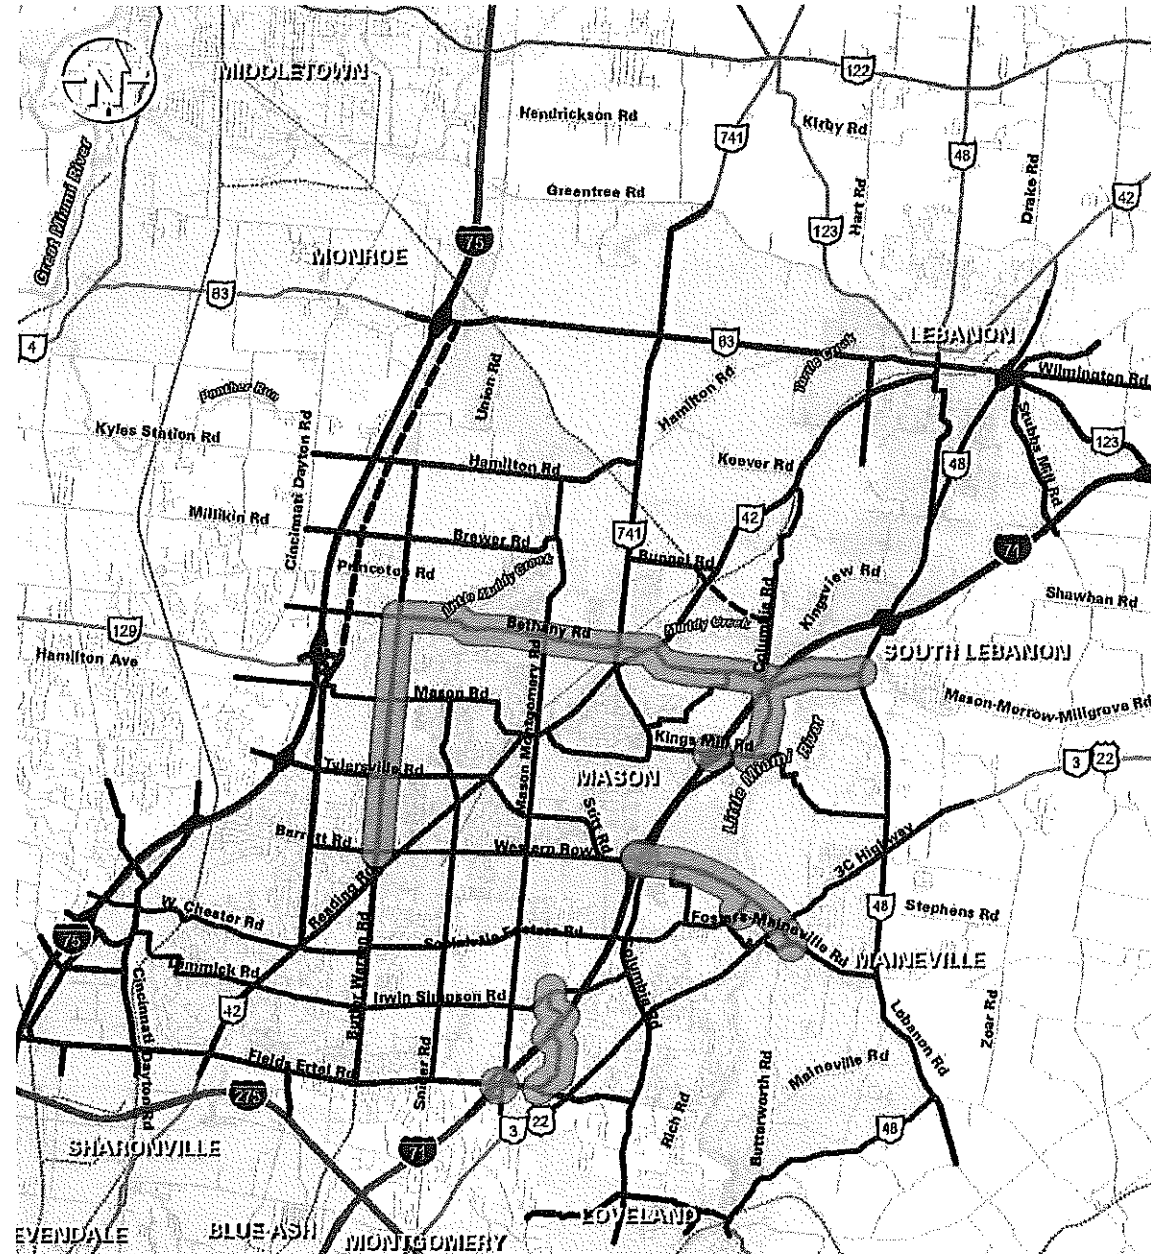 MIDDLETOWN
N
122
Hendrickson Rd
Kirby Rd
741
48
Great Miami River
Greentree Rd
Hart Rd
Drake Rd
42
123
75
MONROE
63
4
LEBANON
63
Turtle Creek
Wilmington Rd
Union Rd
Hamilton Rd
Panther Run
Kyles Station Rd
Cincinnati Dayton Rd
Hamilton Rd
Keever Rd
48
Stubbs Mill Rd
123
Millikin Rd
Brewer Rd
741
42
71
Princeton Rd
Little Muddy Creek
Bunnel Rd
Columbia Rd
Kingsview Rd
Shawhan Rd
129
Hamilton Ave
Bethany Rd
Muddy Creek
SOUTH LEBANON
Mason Rd
Mason Montgomery Rd
Mason-Morrow-Millgrove Rd
Kings Mill Rd
Little Miami River
3
22
Tylersville Rd
MASON
Barrett Rd
Western Row
3C Highway
W. Chester Rd
Reading Rd
48
Stephens Rd
75
Fosters-Maineville Rd
MAINEVILLE
Dimmick Rd
Butler Warren Rd
Irwin Simpson Rd
Columbia Rd
Cincinnati Dayton Rd
42
Zoar Rd
Lebanon Rd
Fields Ertel Rd
Snider Rd
Maineville Rd
275
Rich Rd
Butterworth Rd
3
22
48
SHARONVILLE
71
LOVELAND
EVENDALE
BLUE ASH
MONTGOMERY